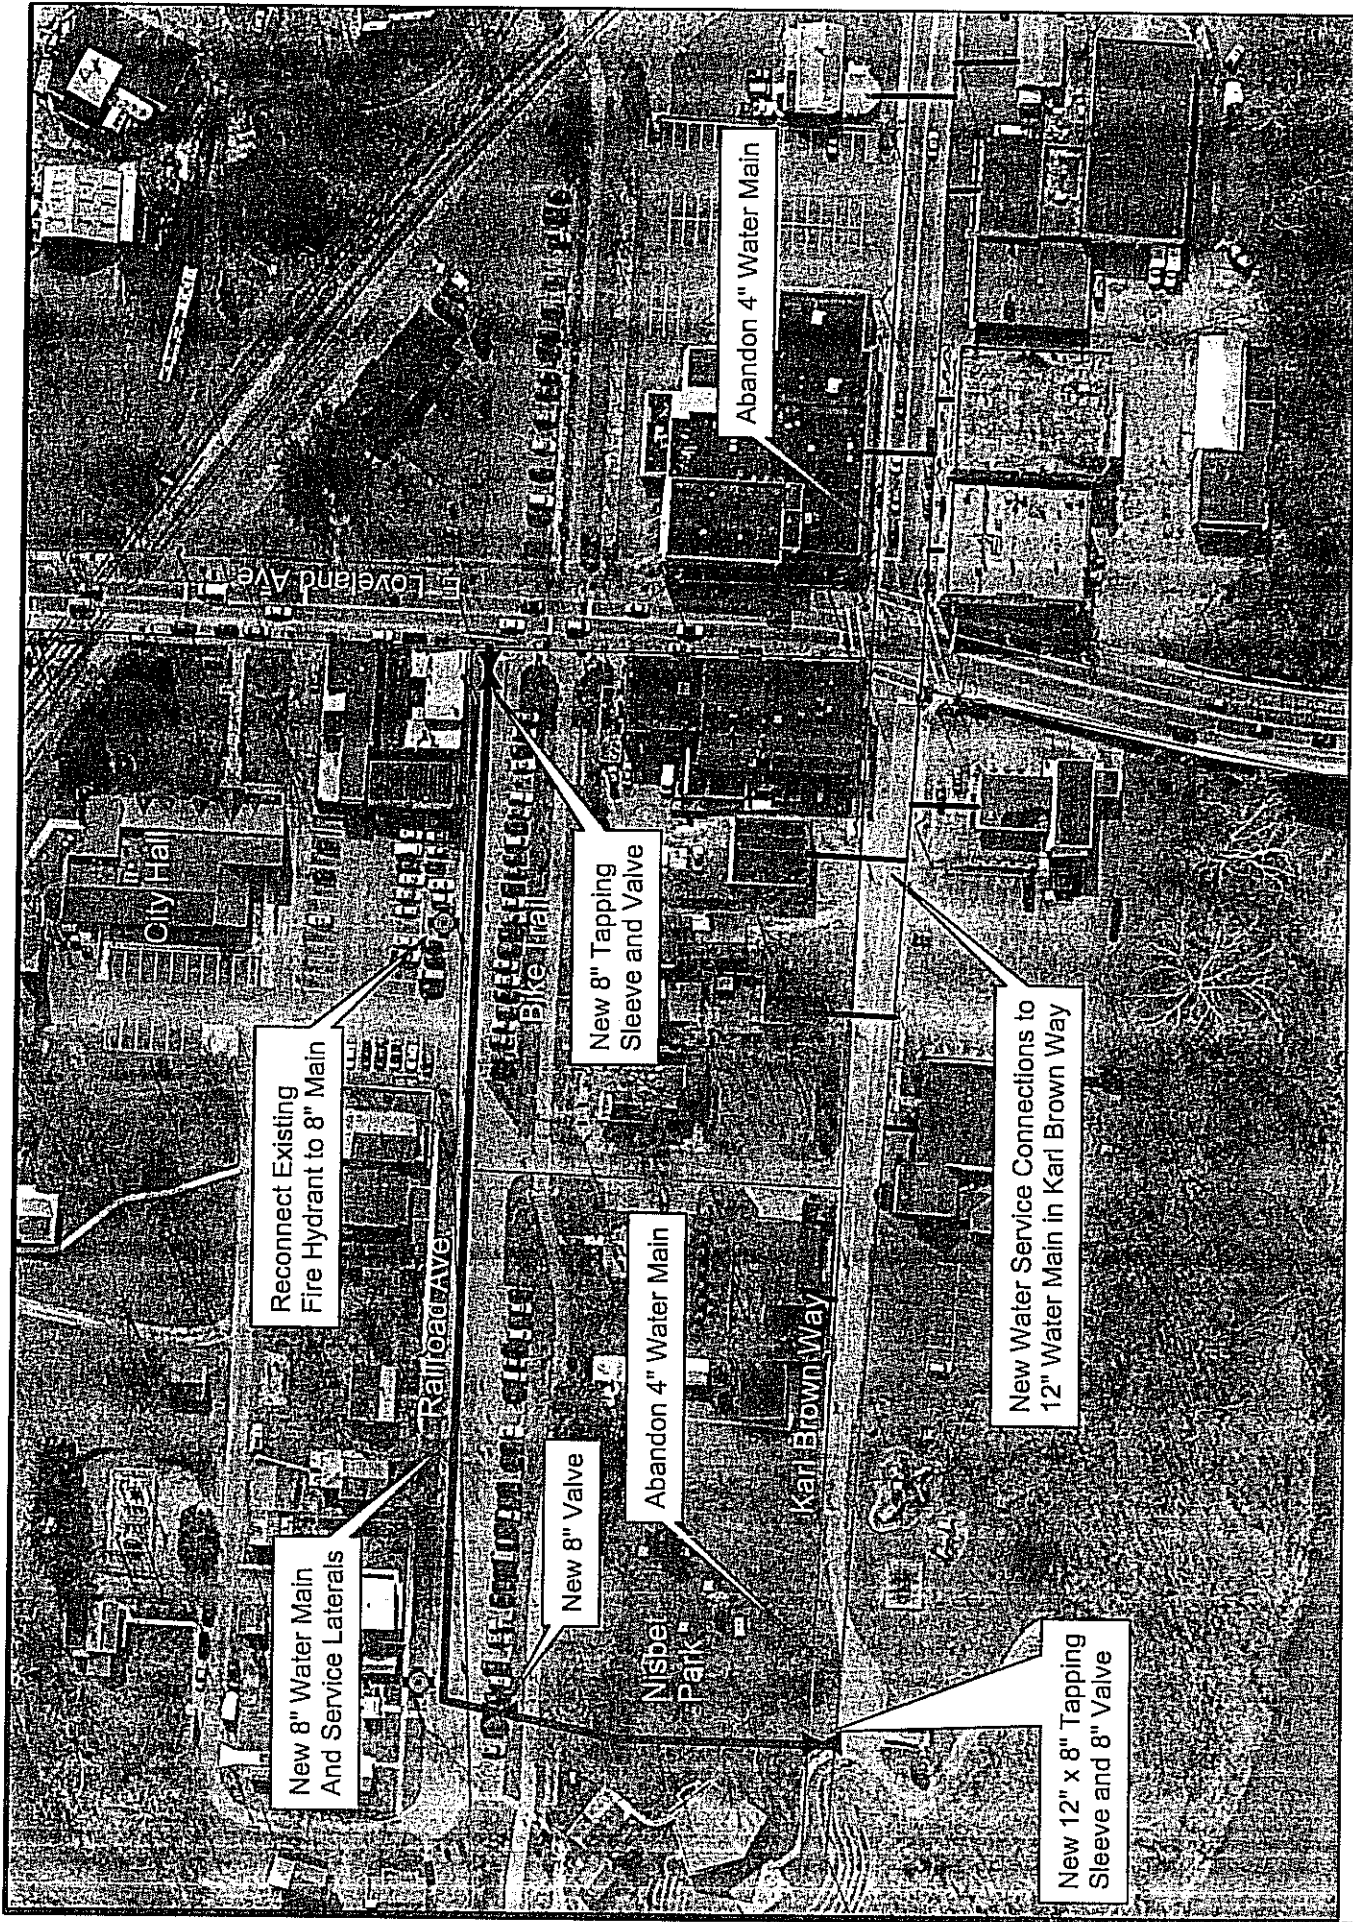 New 8" Water Main
And Service Laterals
Reconnect Existing
Fire Hydrant to 8" Main
City Hall
E Loveland Ave
Railroad Ave.
Bike Trail
New 8" Valve
New 8" Tapping
Sleeve and Valve
Nisbet
Park
Abandon 4" Water Main
Abandon 4" Water Main
Karl Brown Way
New 12" x 8" Tapping
Sleeve and 8" Valve
New Water Service Connections to
12" Water Main in Karl Brown Way